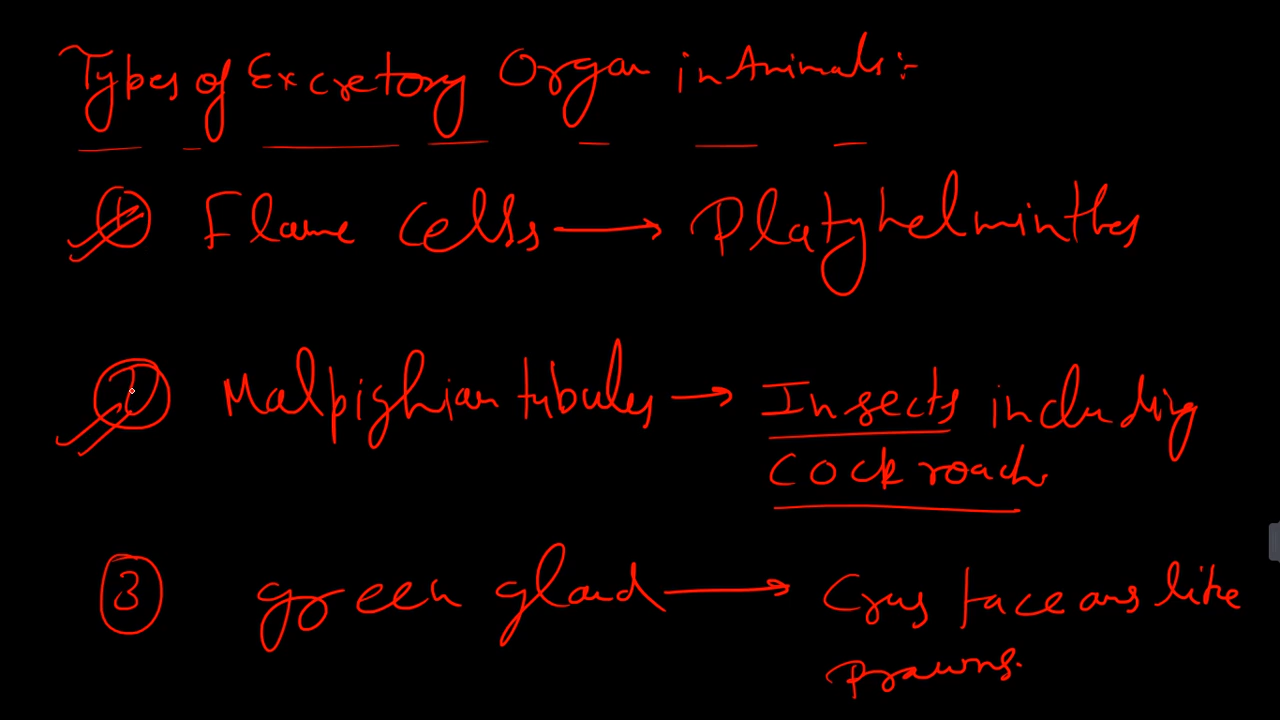 Types of Excretory Organ in Animals:-
① Flame Cells → Platyhelminthes
① Malpighian tubules → Insects including
Cockroach
③ green gland → Crustaceans like
Prawns.